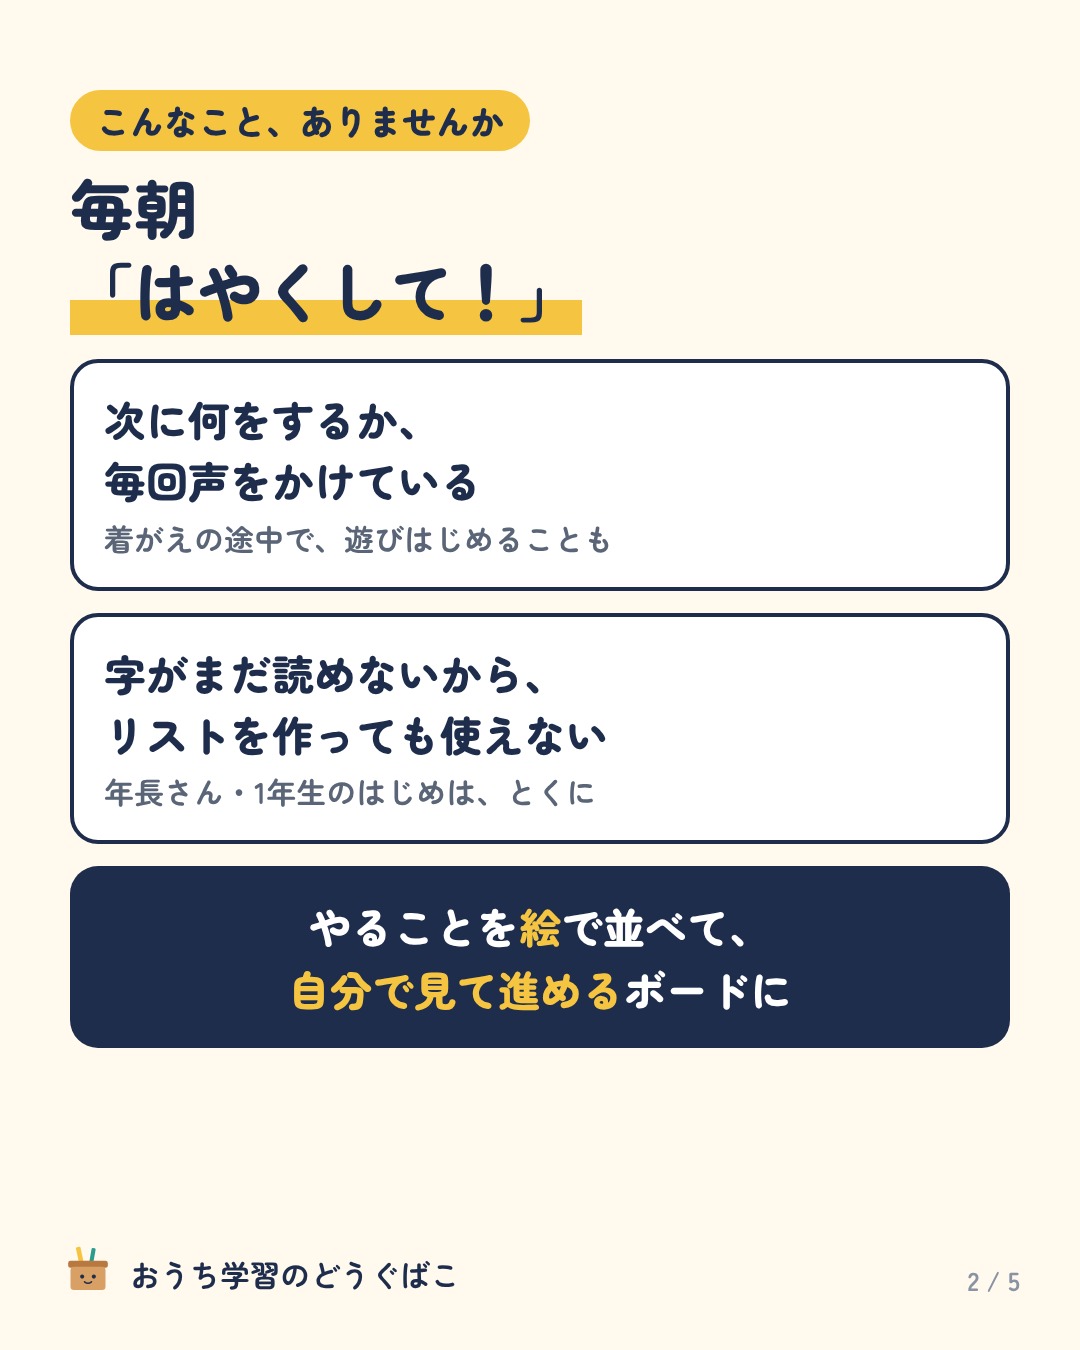 こんなこと、ありませんか
毎朝
「はやくして！」
次に何をするか、
毎回声をかけている
着がえの途中で、遊びはじめることも
字がまだ読めないから、
リストを作っても使えない
年長さん・1年生のはじめは、とくに
やることを絵で並べて、
自分で見て進めるボードに
おうち学習のどうぐばこ
2 / 5